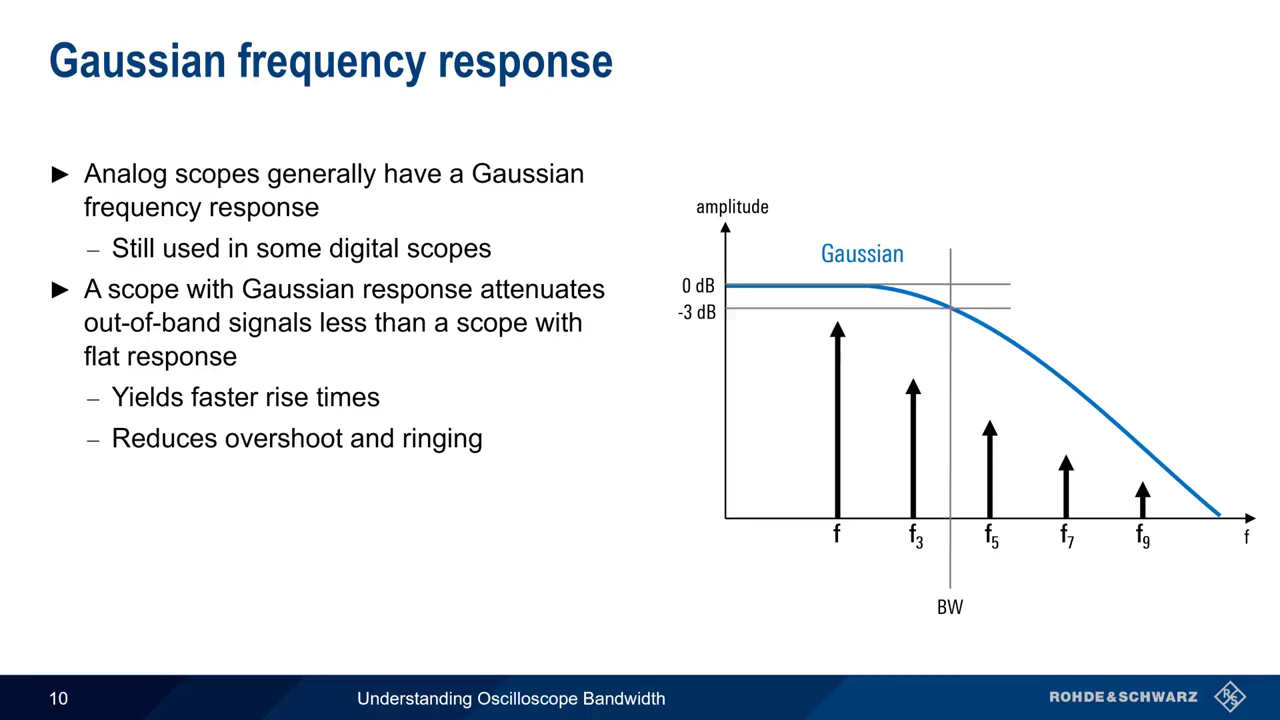 Gaussian frequency response
► Analog scopes generally have a Gaussian
frequency response
– Still used in some digital scopes
► A scope with Gaussian response attenuates
out-of-band signals less than a scope with
flat response
– Yields faster rise times
– Reduces overshoot and ringing
amplitude
Gaussian
0 dB
-3 dB
f f₃ f₅ f₇ f₉ f
BW
10 Understanding Oscilloscope Bandwidth ROHDE&SCHWARZ R&S